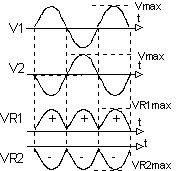 Vmax
t
V1
Vmax
V2
t
VR1max
VR1 + + +
t
t
VR2 - - -
VR2max